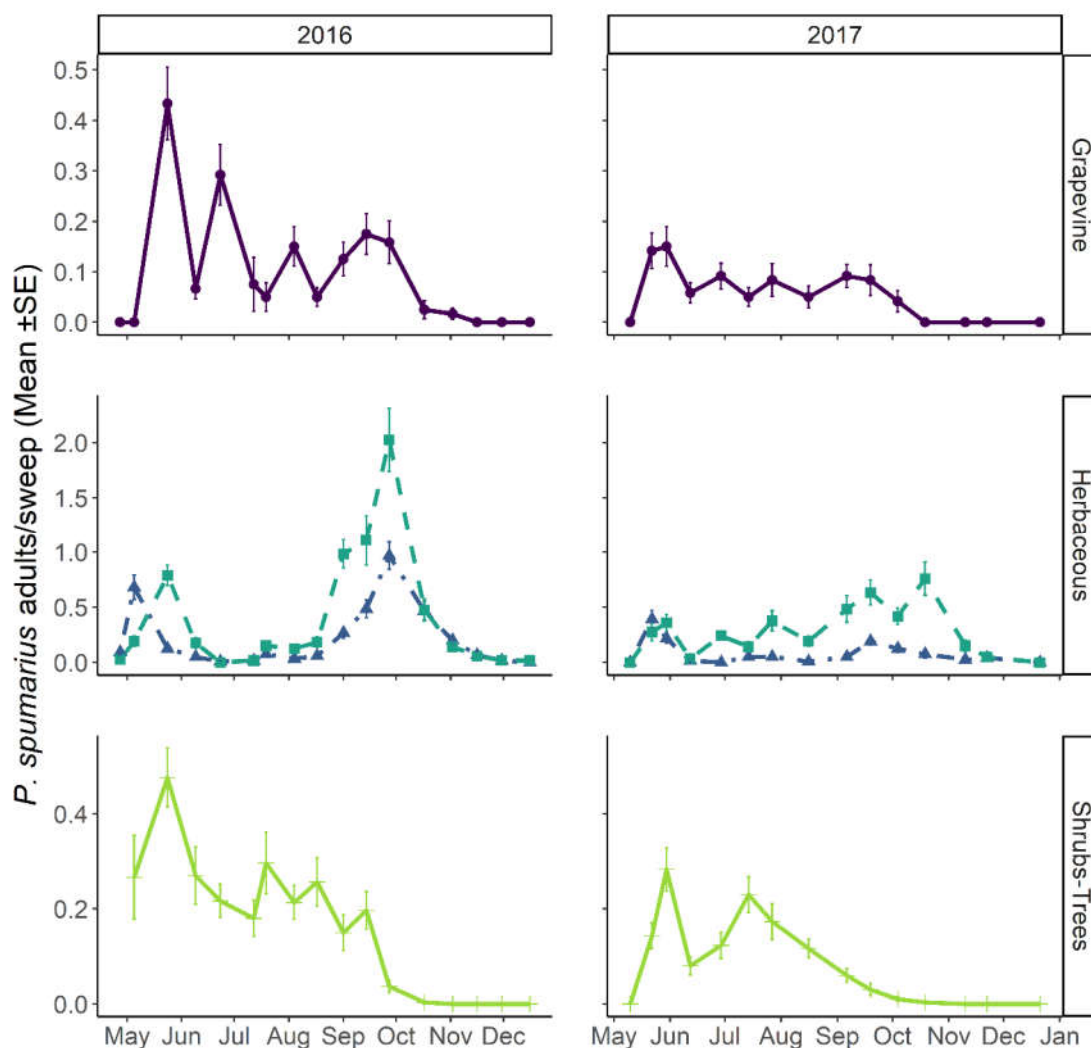 2016
2017
P. spumarius adults/sweep (Mean ±SE)
0.5
0.4
0.3
0.2
0.1
0.0
Grapevine
2.0
1.5
1.0
0.5
0.0
Herbaceous
0.4
0.2
0.0
Shrubs-Trees
May Jun Jul Aug Sep Oct Nov Dec
May Jun Jul Aug Sep Oct Nov Dec Jan